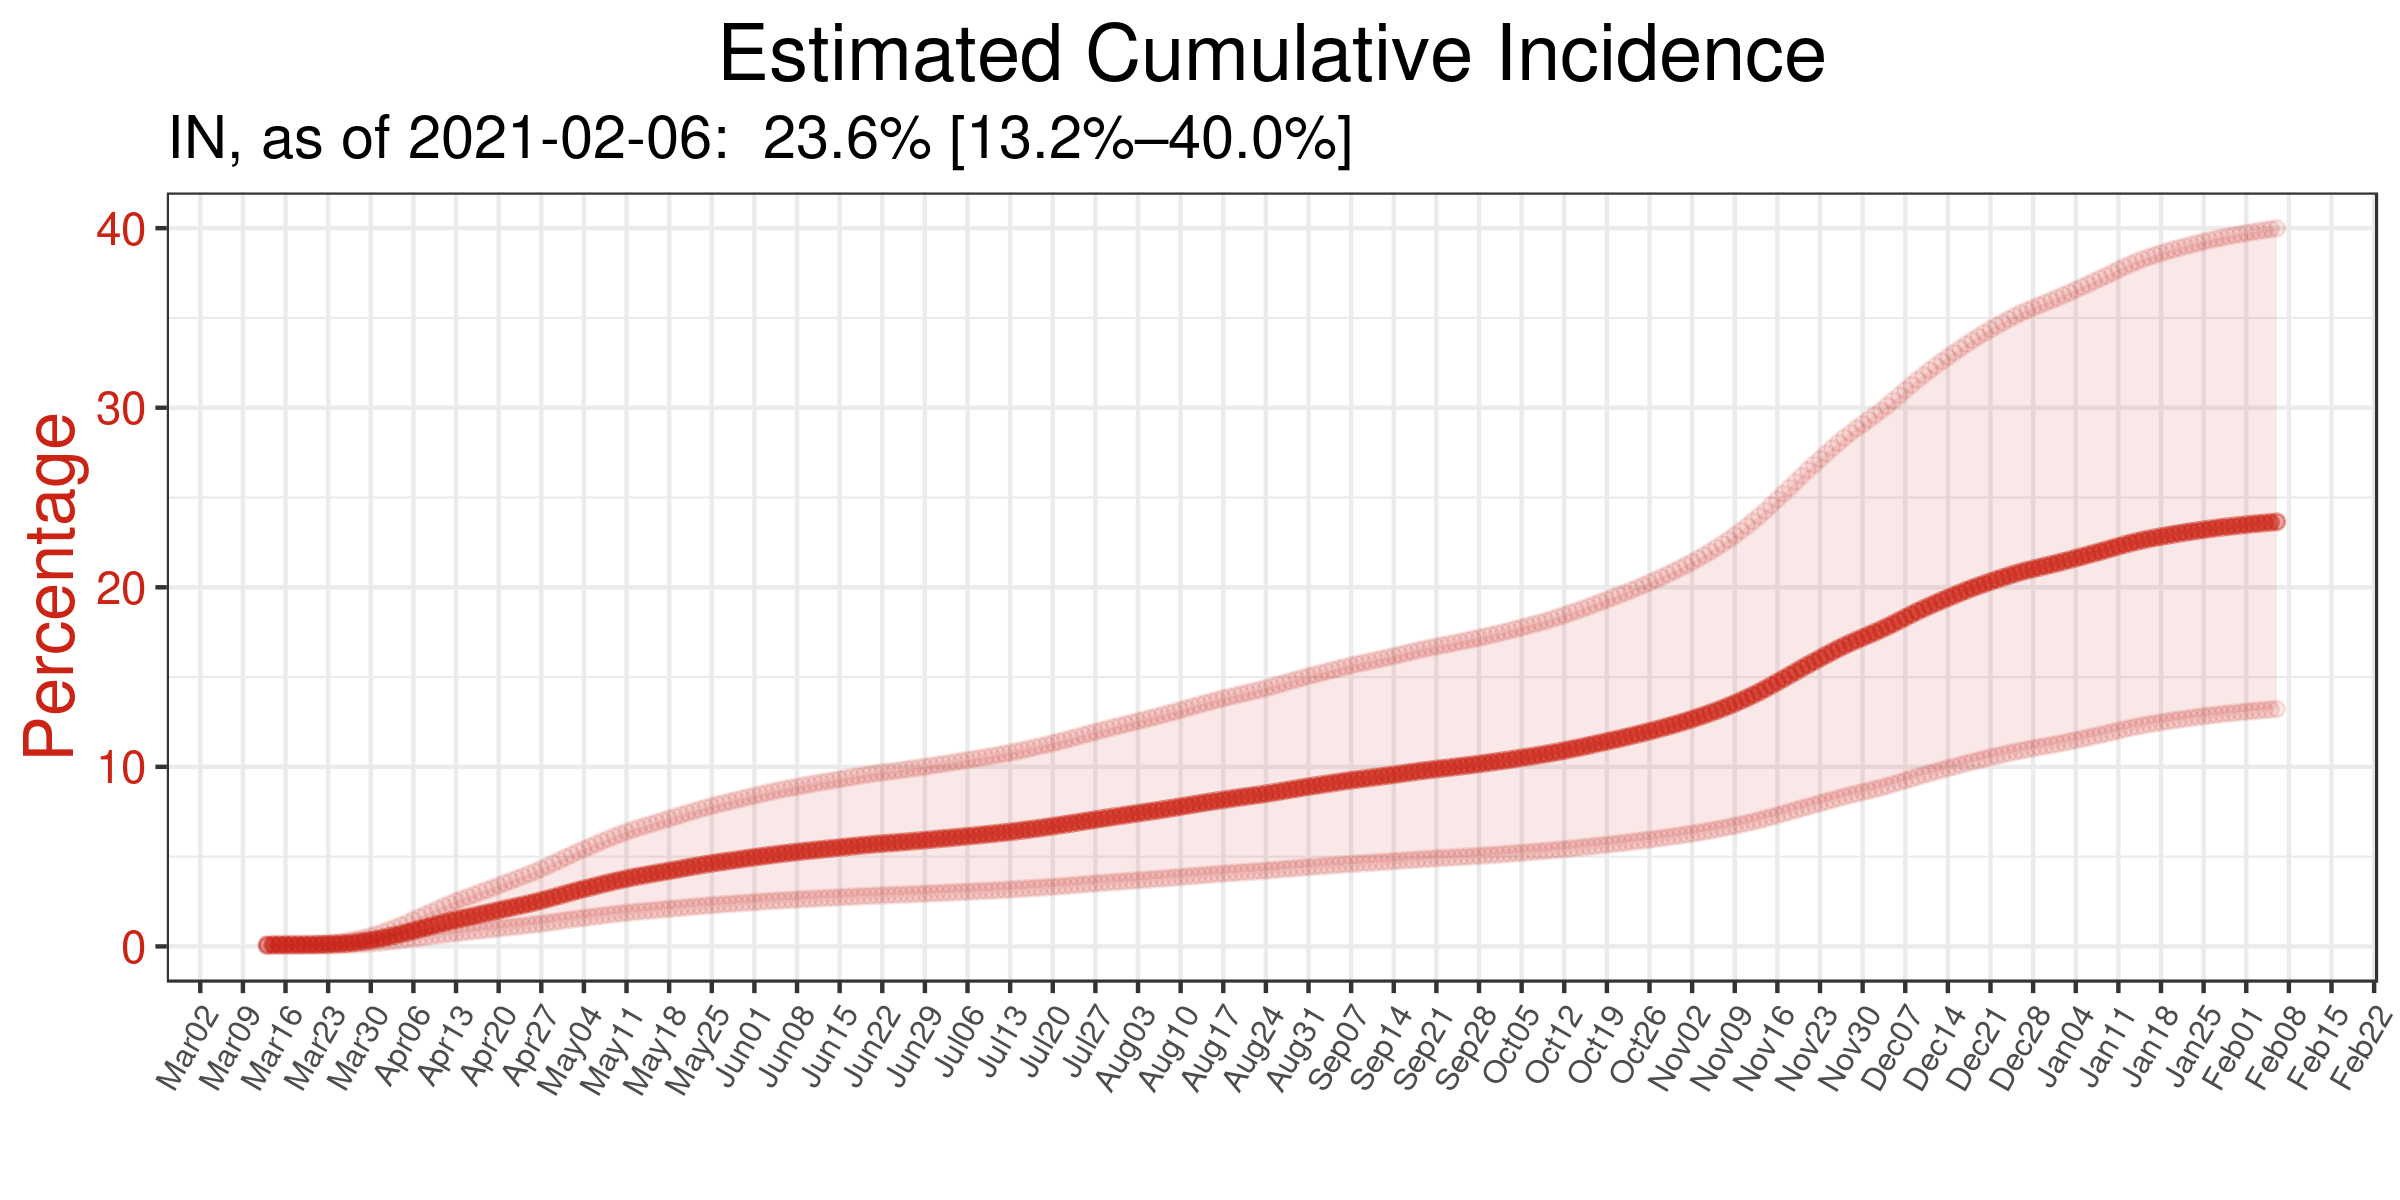 Estimated Cumulative Incidence
IN, as of 2021-02-06:  23.6% [13.2%–40.0%]
Percentage
40
30
20
10
0
Mar02 Mar09 Mar16 Mar23 Mar30 Apr06 Apr13 Apr20 Apr27 May04 May11 May18 May25 Jun01 Jun08 Jun15 Jun22 Jun29 Jul06 Jul13 Jul20 Jul27 Aug03 Aug10 Aug17 Aug24 Aug31 Sep07 Sep14 Sep21 Sep28 Oct05 Oct12 Oct19 Oct26 Nov02 Nov09 Nov16 Nov23 Nov30 Dec07 Dec14 Dec21 Dec28 Jan04 Jan11 Jan18 Jan25 Feb01 Feb08 Feb15 Feb22